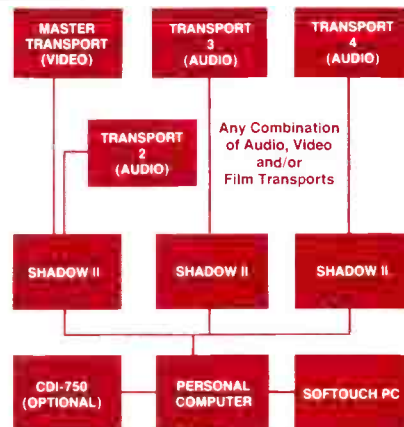 MASTER
TRANSPORT
(VIDEO)
TRANSPORT
3
(AUDIO)
TRANSPORT
4
(AUDIO)
TRANSPORT
2
(AUDIO)
Any Combination
of Audio, Video
and/or
Film Transports
SHADOW II
SHADOW II
SHADOW II
CDI-750
(OPTIONAL)
PERSONAL
COMPUTER
SOFTOUCH PC